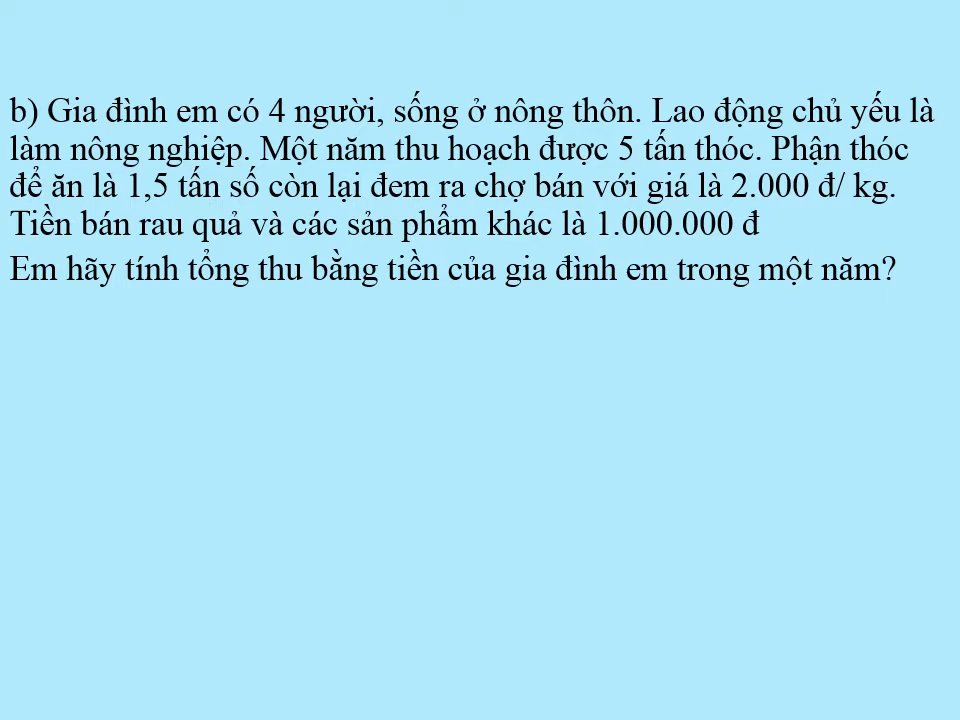 b) Gia đình em có 4 người, sống ở nông thôn. Lao động chủ yếu là
làm nông nghiệp. Một năm thu hoạch được 5 tấn thóc. Phận thóc
để ăn là 1,5 tấn số còn lại đem ra chợ bán với giá là 2.000 đ/ kg.
Tiền bán rau quả và các sản phẩm khác là 1.000.000 đ
Em hãy tính tổng thu bằng tiền của gia đình em trong một năm?